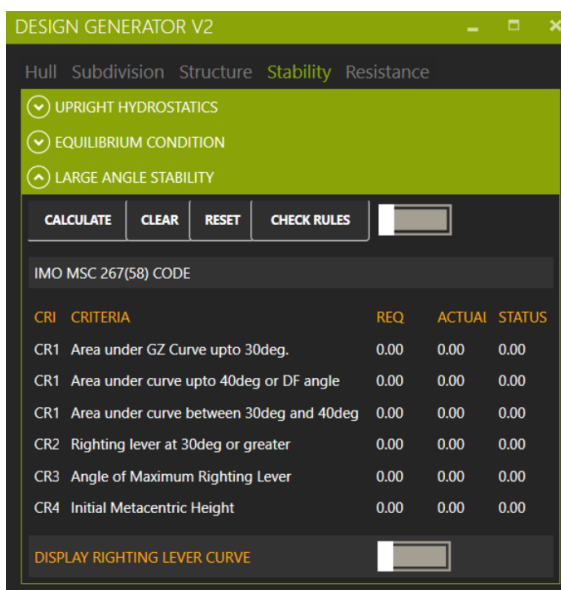 DESIGN GENERATOR V2
Hull Subdivision Structure Stability Resistance
UPRIGHT HYDROSTATICS
EQUILIBRIUM CONDITION
LARGE ANGLE STABILITY
CALCULATE CLEAR RESET CHECK RULES
IMO MSC 267(58) CODE
CRI CRITERIA REQ ACTUAL STATUS
CR1 Area under GZ Curve upto 30deg. 0.00 0.00 0.00
CR1 Area under curve upto 40deg or DF angle 0.00 0.00 0.00
CR1 Area under curve between 30deg and 40deg 0.00 0.00 0.00
CR2 Righting lever at 30deg or greater 0.00 0.00 0.00
CR3 Angle of Maximum Righting Lever 0.00 0.00 0.00
CR4 Initial Metacentric Height 0.00 0.00 0.00
DISPLAY RIGHTING LEVER CURVE